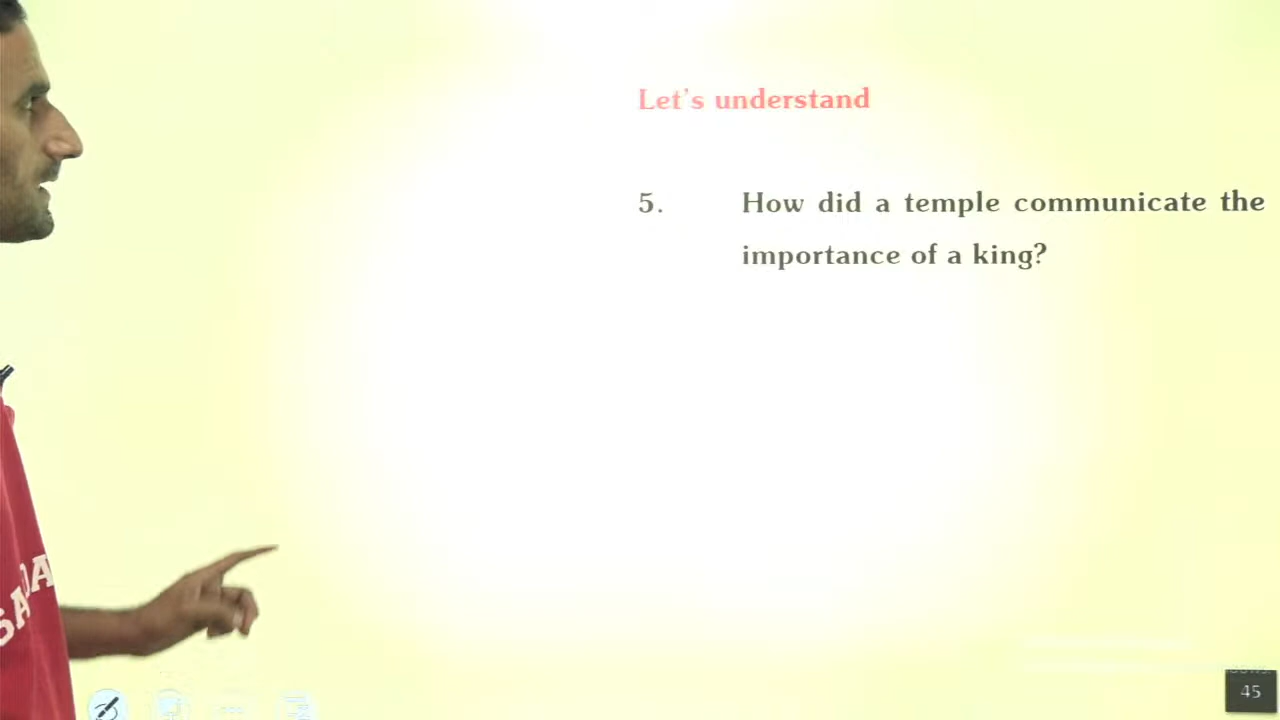 Let's understand
5. How did a temple communicate the
importance of a king?
45